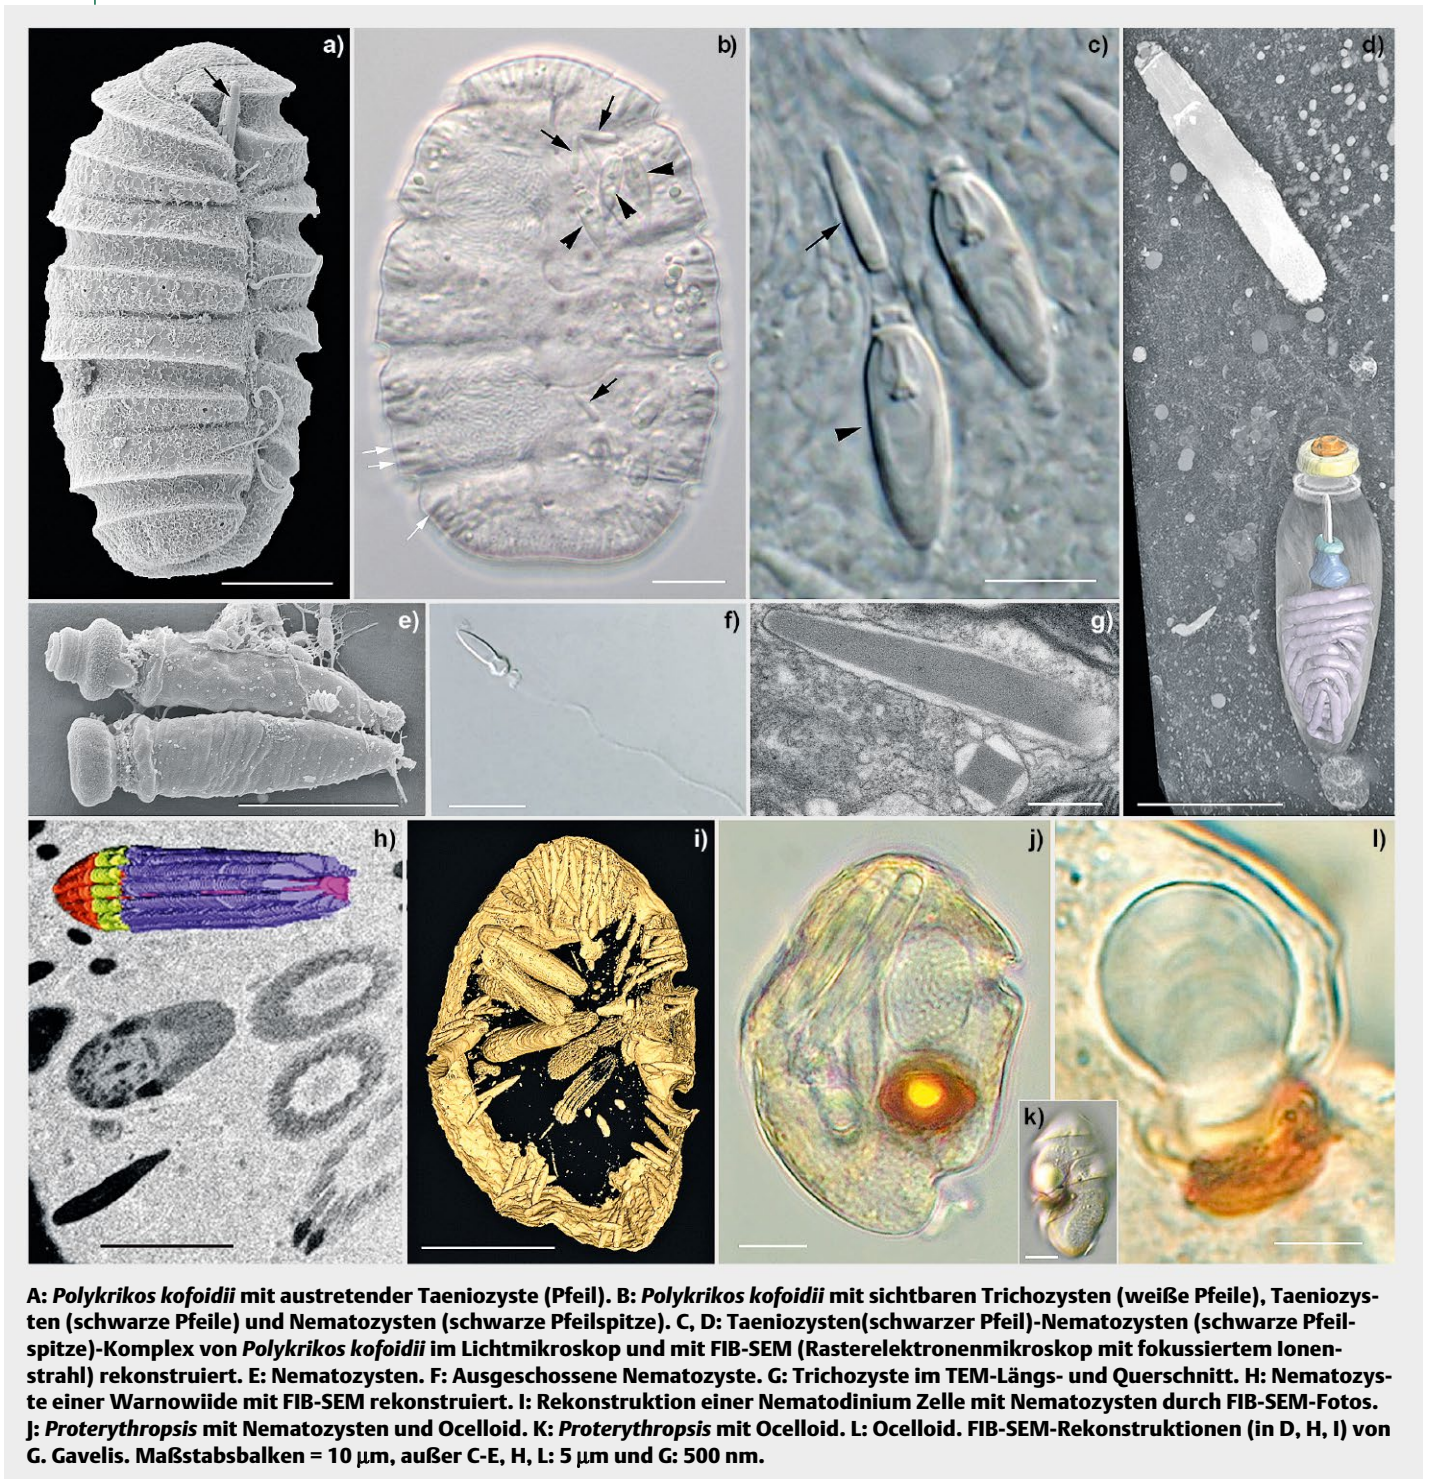 a)
b)
c)
d)
e)
f)
g)
h)
i)
j)
k)
l)
A: Polykrikos kofoidii mit austretender Taeniozyste (Pfeil). B: Polykrikos kofoidii mit sichtbaren Trichozysten (weiße Pfeile), Taeniozys-
ten (schwarze Pfeile) und Nematozysten (schwarze Pfeilspitze). C, D: Taeniozysten(schwarzer Pfeil)-Nematozysten (schwarze Pfeil-
spitze)-Komplex von Polykrikos kofoidii im Lichtmikroskop und mit FIB-SEM (Rasterelektronenmikroskop mit fokussiertem Ionen-
strahl) rekonstruiert. E: Nematozysten. F: Ausgeschossene Nematozyste. G: Trichozyste im TEM-Längs- und Querschnitt. H: Nematozys-
te einer Warnowiide mit FIB-SEM rekonstruiert. I: Rekonstruktion einer Nematodinium Zelle mit Nematozysten durch FIB-SEM-Fotos.
J: Proterythropsis mit Nematozysten und Ocelloid. K: Proterythropsis mit Ocelloid. L: Ocelloid. FIB-SEM-Rekonstruktionen (in D, H, I) von
G. Gavelis. Maßstabsbalken = 10 µm, außer C-E, H, L: 5 µm und G: 500 nm.